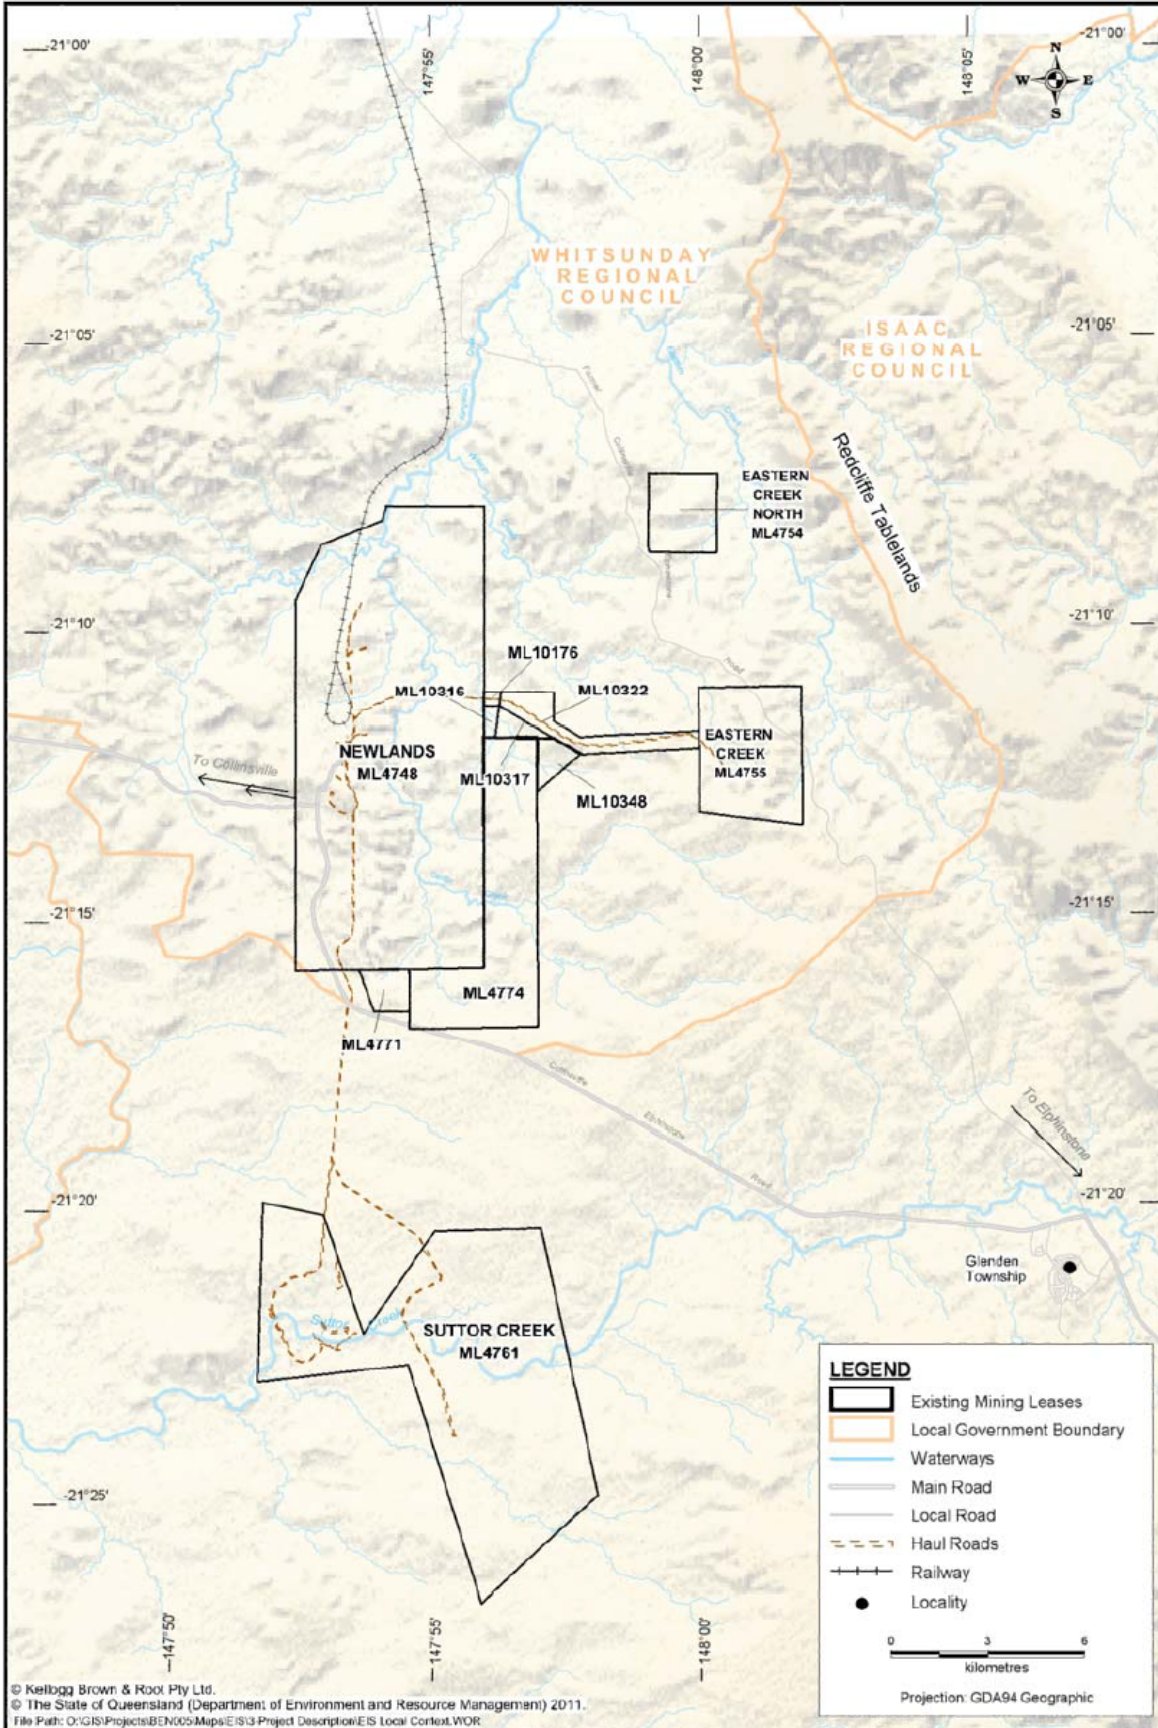 -21°00'
147°55'
148°00'
148°05'
-21°00'
N
W E
S
WHITSUNDAY
REGIONAL
COUNCIL
-21°05'
ISAAC
REGIONAL
COUNCIL
-21°05'
Redcliffe Tablelands
EASTERN
CREEK
NORTH
ML4754
-21°10'
-21°10'
Road
ML10176
ML10316
ML10322
NEWLANDS
ML4748
EASTERN
CREEK
ML4755
To Collinsville
ML10317
ML10348
-21°15'
-21°15'
ML4774
ML4771
Collinsville
Elphinstone
Road
To Elphinstone
-21°20'
-21°20'
Glenden
Township
Suttor Creek
SUTTOR CREEK
ML4761
-21°25'
147°50'
147°55'
148°00'
LEGEND
Existing Mining Leases
Local Government Boundary
Waterways
Main Road
Local Road
Haul Roads
Railway
Locality
0 3 6
kilometres
Projection: GDA94 Geographic
© Kellogg Brown & Root Pty Ltd.
© The State of Queensland (Department of Environment and Resource Management) 2011.
File Path: O:\GIS\Projects\BEN005\Maps\EIS\3-Project Description\EIS Local Context.WOR